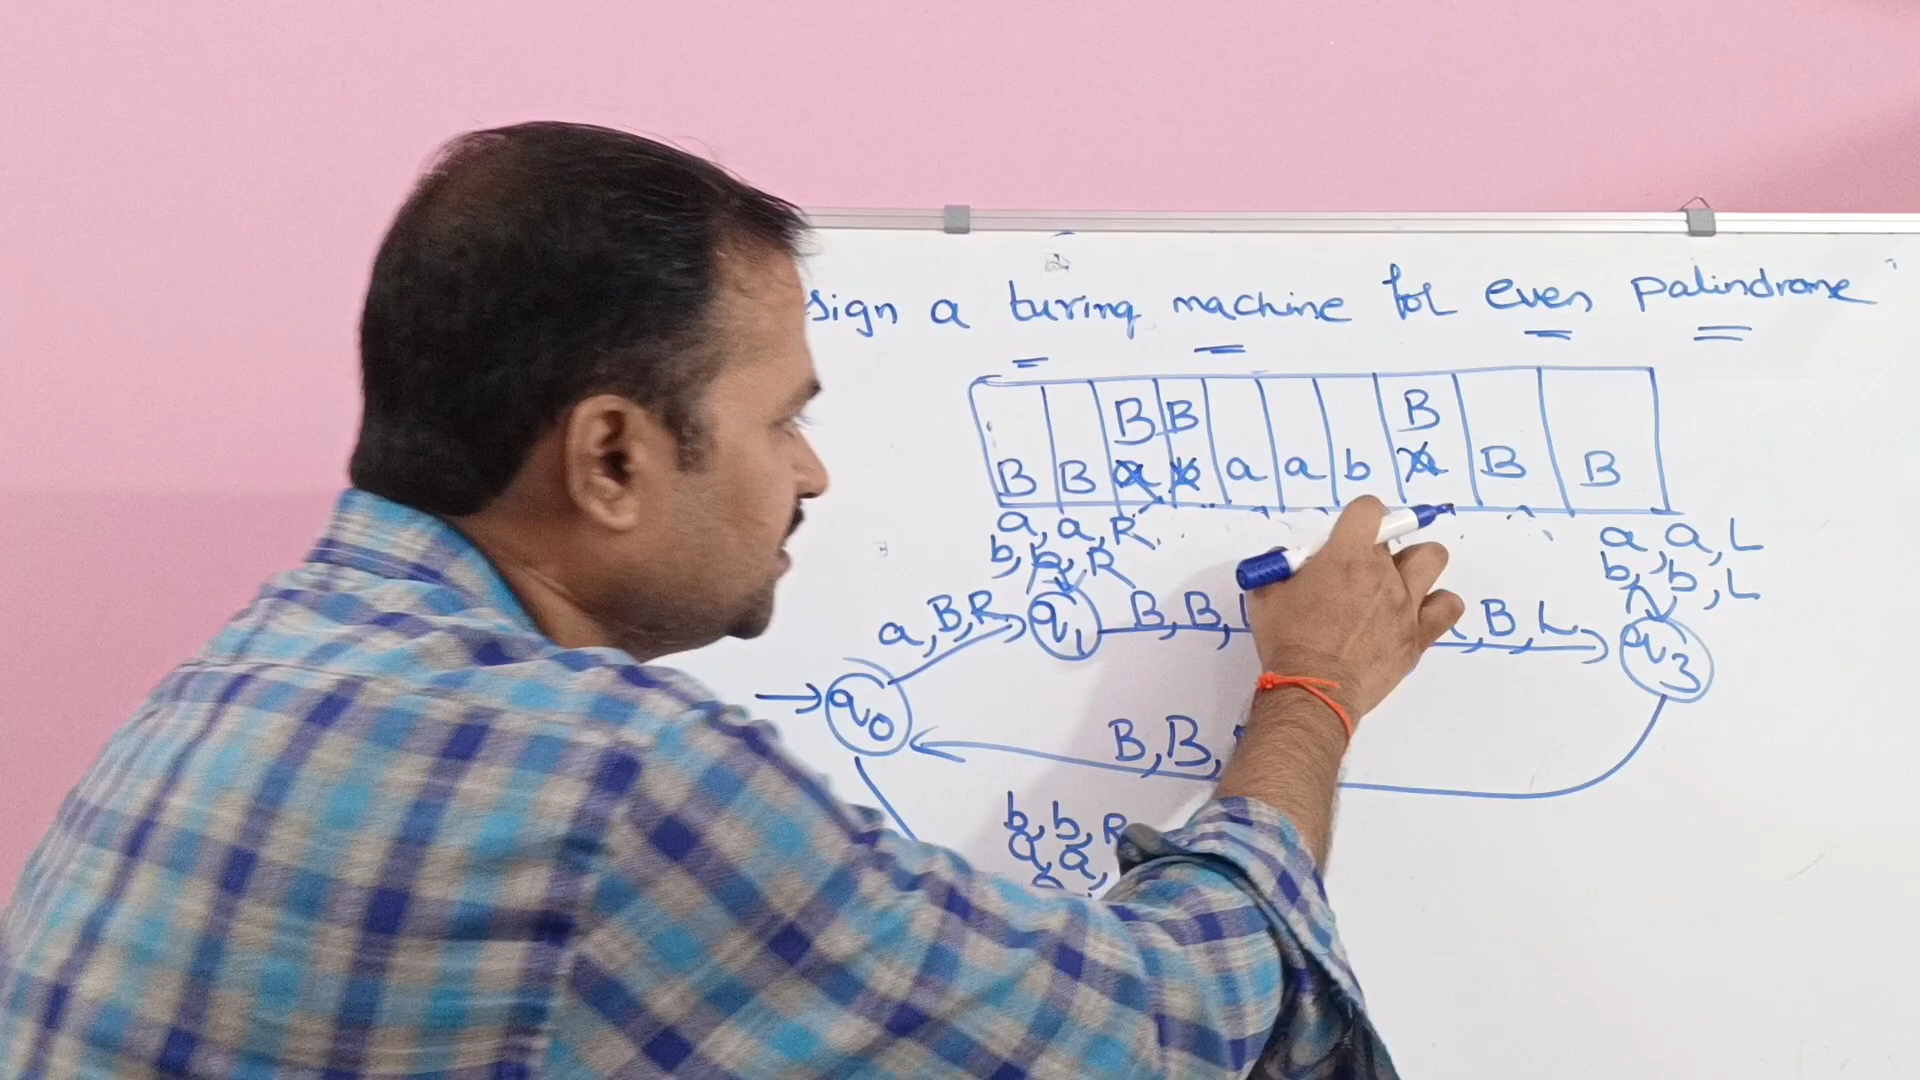 sign a turing machine for even palindrome
B B B B
B B a b a a b a B B
a, a, R
b, b, R
a, a, L
b, b, L
a, B, R q1 B, B, L , B, L q3
q0
B, B,
b, b, R
a, a,